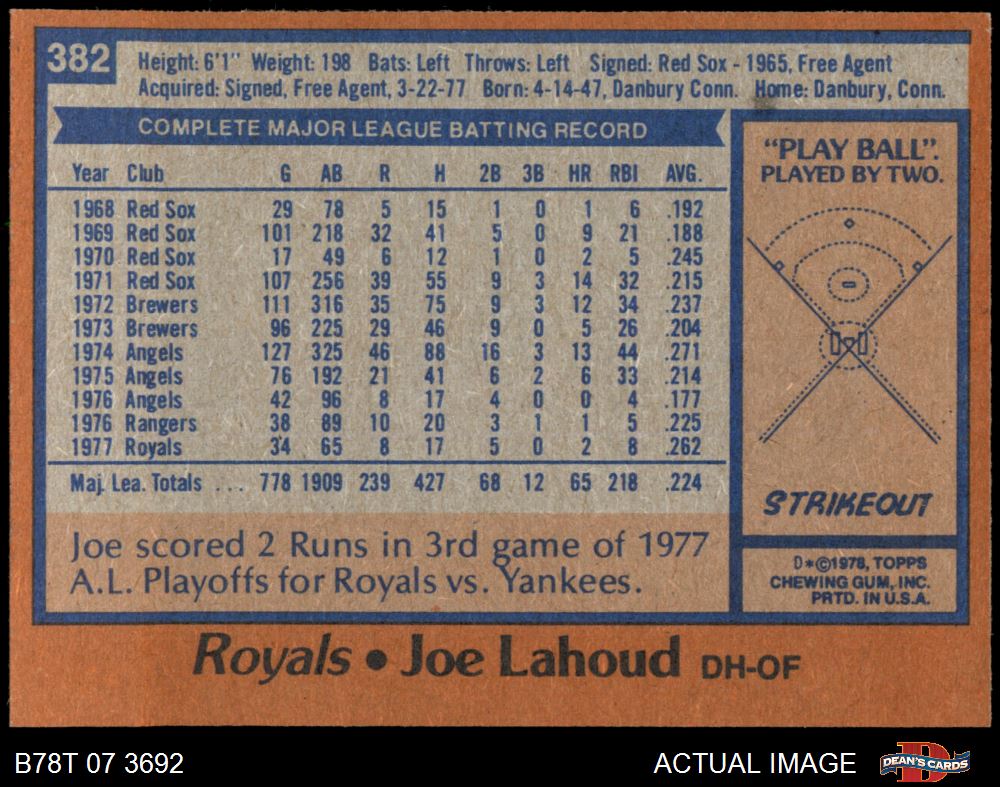 382
Height: 6'1" Weight: 198 Bats: Left Throws: Left Signed: Red Sox - 1965, Free Agent
Acquired: Signed, Free Agent, 3-22-77 Born: 4-14-47, Danbury Conn. Home: Danbury, Conn.
COMPLETE MAJOR LEAGUE BATTING RECORD
Year Club G AB R H 2B 3B HR RBI AVG.
1968 Red Sox 29 78 5 15 1 0 1 6 .192
1969 Red Sox 101 218 32 41 5 0 9 21 .188
1970 Red Sox 17 49 6 12 1 0 2 5 .245
1971 Red Sox 107 256 39 55 9 3 14 32 .215
1972 Brewers 111 316 35 75 9 3 12 34 .237
1973 Brewers 96 225 29 46 9 0 5 26 .204
1974 Angels 127 325 46 88 16 3 13 44 .271
1975 Angels 76 192 21 41 6 2 6 33 .214
1976 Angels 42 96 8 17 4 0 0 4 .177
1976 Rangers 38 89 10 20 3 1 1 5 .225
1977 Royals 34 65 8 17 5 0 2 8 .262
Maj. Lea. Totals ... 778 1909 239 427 68 12 65 218 .224
Joe scored 2 Runs in 3rd game of 1977
A.L. Playoffs for Royals vs. Yankees.
"PLAY BALL".
PLAYED BY TWO.
STRIKEOUT
D*©1978, TOPPS
CHEWING GUM, INC.
PRTD. IN U.S.A.
Royals • Joe Lahoud DH-OF
B78T 07 3692
ACTUAL IMAGE
D
DEAN'S CARDS